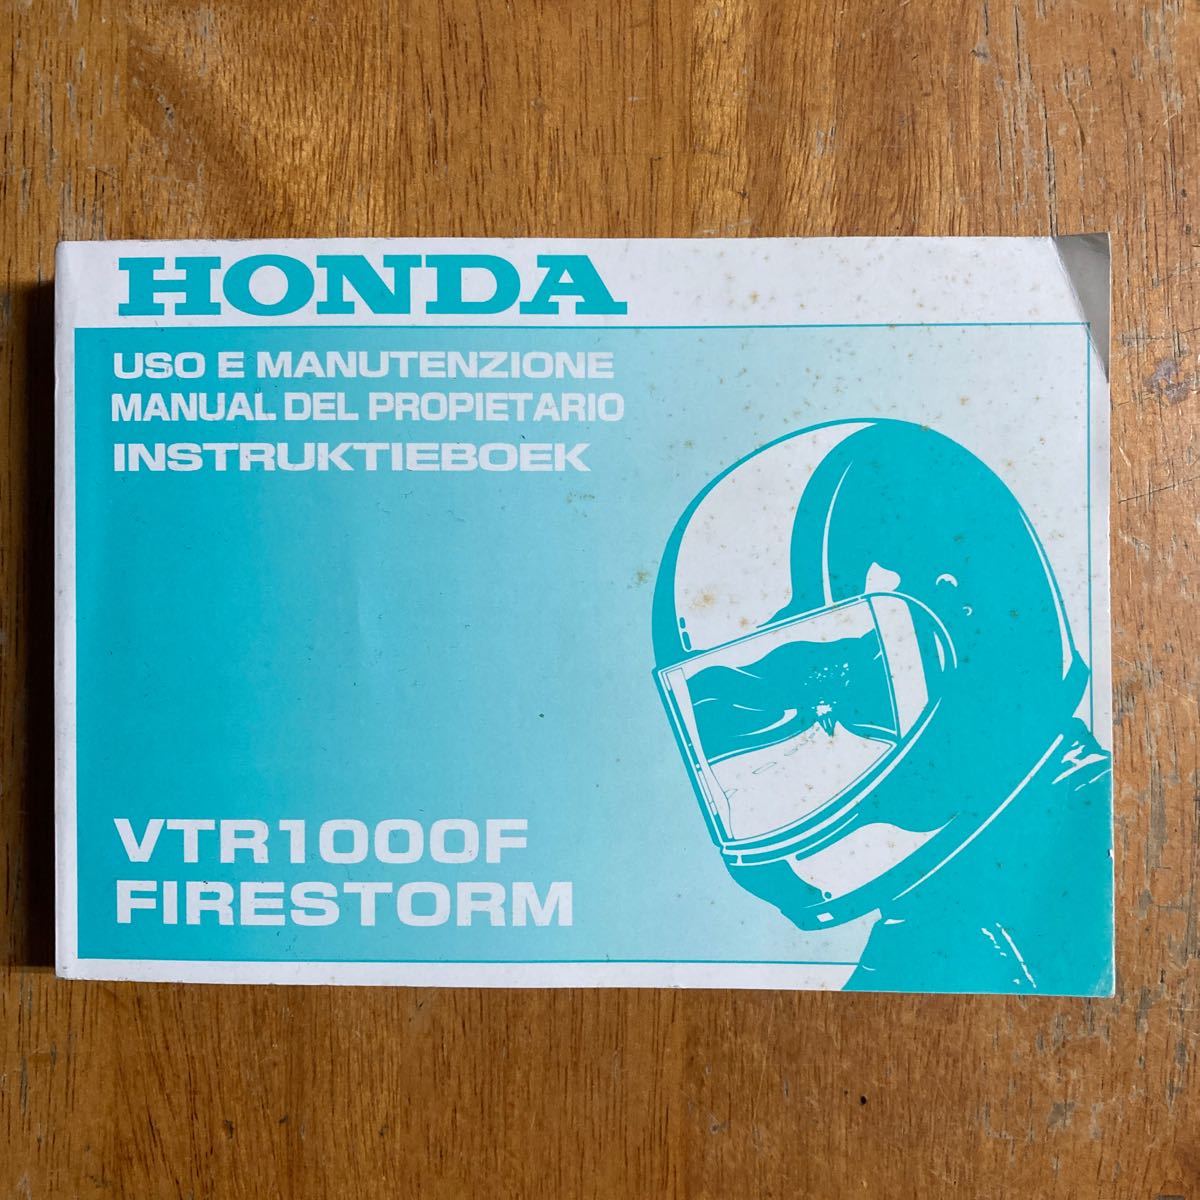 HONDA
USO E MANUTENZIONE
MANUAL DEL PROPIETARIO
INSTRUKTIEBOEK
VTR1000F
FIRESTORM